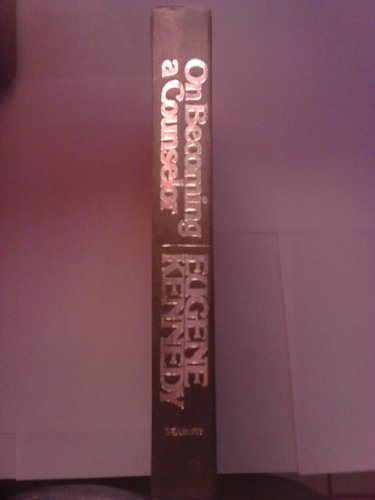 On Becoming
a Counselor
EUGENE
KENNEDY
SEABURY